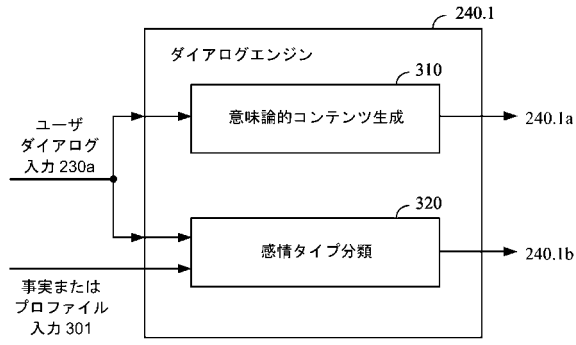 240.1
ダイアログエンジン
310
意味論的コンテンツ生成
240.1a
ユーザ
ダイアログ
入力 230a
320
感情タイプ分類
240.1b
事実または
プロファイル
入力 301